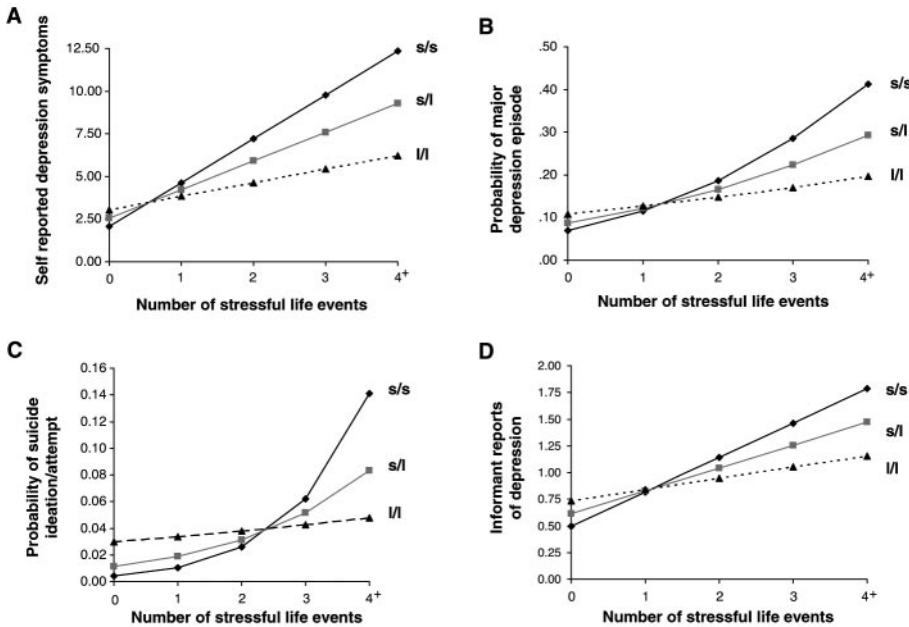 A
Self reported depression symptoms
12.50
10.00
7.50
5.00
2.50
0.00
0 1 2 3 4+
Number of stressful life events
s/s
s/l
l/l
B
Probability of major
depression episode
.50
.40
.30
.20
.10
.00
0 1 2 3 4+
Number of stressful life events
s/s
s/l
l/l
C
Probability of suicide
ideation/attempt
0.16
0.14
0.12
0.10
0.08
0.06
0.04
0.02
0.00
0 1 2 3 4+
Number of stressful life events
s/s
s/l
l/l
D
Informant reports
of depression
2.00
1.75
1.50
1.25
1.00
0.75
0.50
0.25
0.00
0 1 2 3 4+
Number of stressful life events
s/s
s/l
l/l